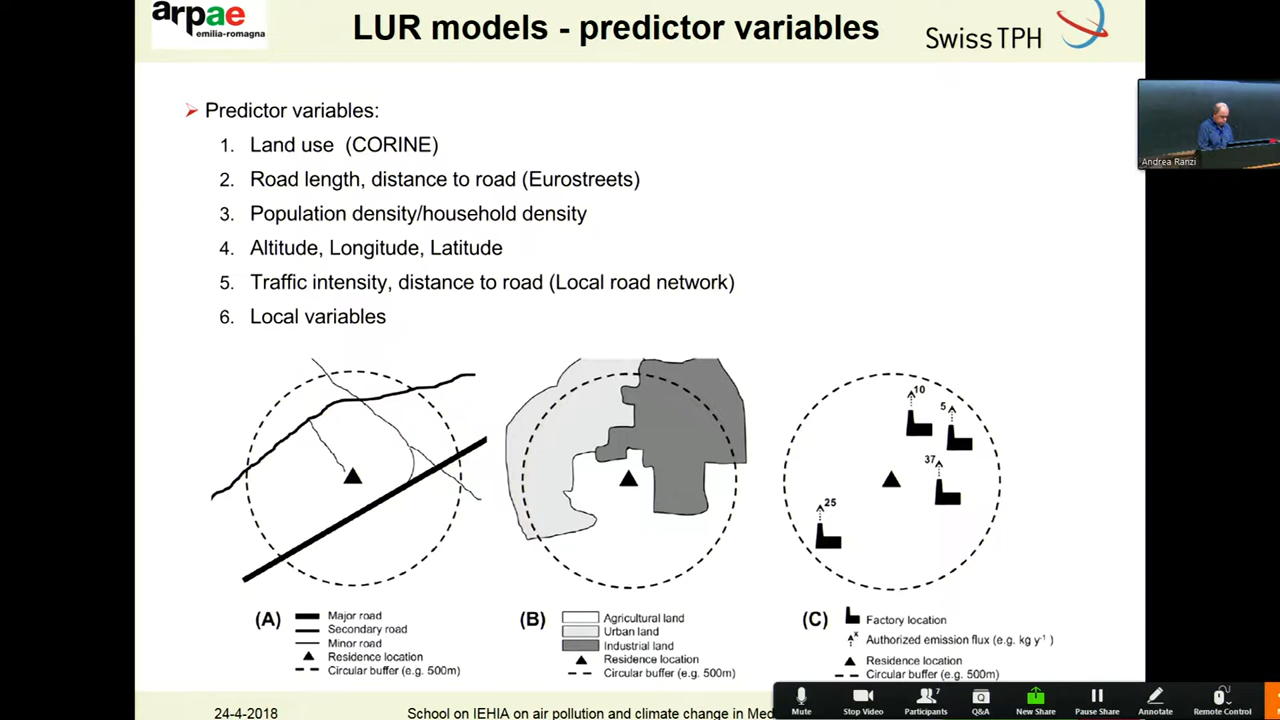 arpae
emilia-romagna
LUR models - predictor variables
Swiss TPH
Predictor variables:
1. Land use (CORINE)
2. Road length, distance to road (Eurostreets)
3. Population density/household density
4. Altitude, Longitude, Latitude
5. Traffic intensity, distance to road (Local road network)
6. Local variables
Andrea Ranzi
10
5
37
25
(A)
Major road
Secondary road
Minor road
Residence location
Circular buffer (e.g. 500m)
(B)
Agricultural land
Urban land
Industrial land
Residence location
Circular buffer (e.g. 500m)
(C)
Factory location
x
Authorized emission flux (e.g. kg y⁻¹ )
Residence location
Circular buffer (e.g. 500m)
24-4-2018
School on IEHIA on air pollution and climate change in Med
7
Mute
Stop Video
Participants
Q&A
New Share
Pause Share
Annotate
Remote Control